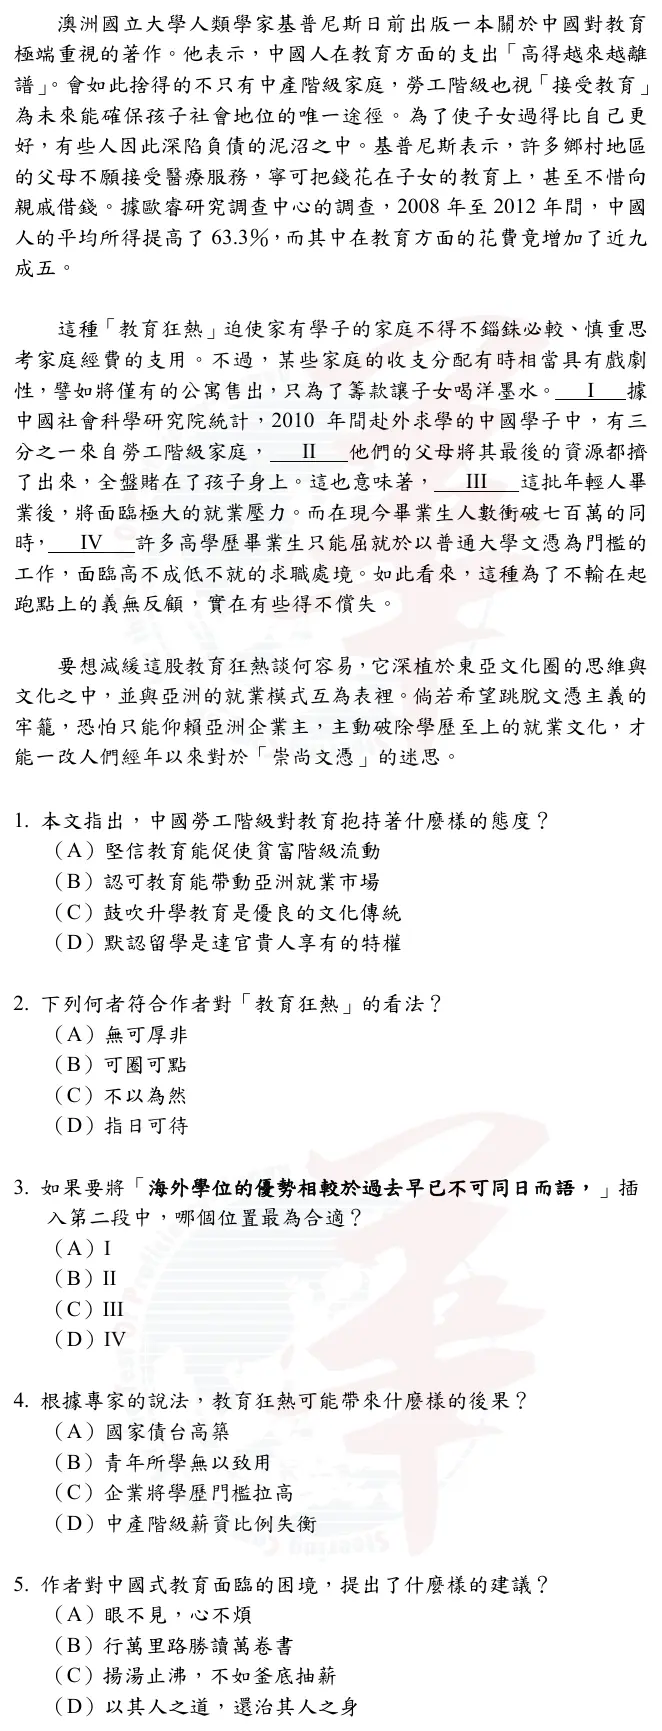 澳洲國立大學人類學家基普尼斯日前出版一本關於中國對教育
極端重視的著作。他表示，中國人在教育方面的支出「高得越來越離
譜」。會如此捨得的不只有中產階級家庭，勞工階級也視「接受教育」
為未來能確保孩子社會地位的唯一途徑。為了使子女過得比自己更
好，有些人因此深陷負債的泥沼之中。基普尼斯表示，許多鄉村地區
的父母不願接受醫療服務，寧可把錢花在子女的教育上，甚至不惜向
親戚借錢。據歐睿研究調查中心的調查，2008 年至 2012 年間，中國
人的平均所得提高了 63.3%，而其中在教育方面的花費竟增加了近九
成五。
這種「教育狂熱」迫使家有學子的家庭不得不錙銖必較、慎重思
考家庭經費的支用。不過，某些家庭的收支分配有時相當具有戲劇
性，譬如將僅有的公寓售出，只為了籌款讓子女喝洋墨水。 I 據
中國社會科學研究院統計，2010 年間赴外求學的中國學子中，有三
分之一來自勞工階級家庭， II 他們的父母將其最後的資源都擠
了出來，全盤賭在了孩子身上。這也意味著， III 這批年輕人畢
業後，將面臨極大的就業壓力。而在現今畢業生人數衝破七百萬的同
時， IV 許多高學歷畢業生只能屈就於以普通大學文憑為門檻的
工作，面臨高不成低不就的求職處境。如此看來，這種為了不輸在起
跑點上的義無反顧，實在有些得不償失。
要想減緩這股教育狂熱談何容易，它深植於東亞文化圈的思維與
文化之中，並與亞洲的就業模式互為表裡。倘若希望跳脫文憑主義的
牢籠，恐怕只能仰賴亞洲企業主，主動破除學歷至上的就業文化，才
能一改人們經年以來對於「崇尚文憑」的迷思。
1. 本文指出，中國勞工階級對教育抱持著什麼樣的態度？
（A）堅信教育能促使貧富階級流動
（B）認可教育能帶動亞洲就業市場
（C）鼓吹升學教育是優良的文化傳統
（D）默認留學是達官貴人享有的特權
2. 下列何者符合作者對「教育狂熱」的看法？
（A）無可厚非
（B）可圈可點
（C）不以為然
（D）指日可待
3. 如果要將「海外學位的優勢相較於過去早已不可同日而語，」插
入第二段中，哪個位置最為合適？
（A）I
（B）II
（C）III
（D）IV
4. 根據專家的說法，教育狂熱可能帶來什麼樣的後果？
（A）國家債台高築
（B）青年所學無以致用
（C）企業將學歷門檻拉高
（D）中產階級薪資比例失衡
5. 作者對中國式教育面臨的困境，提出了什麼樣的建議？
（A）眼不見，心不煩
（B）行萬里路勝讀萬卷書
（C）揚湯止沸，不如釜底抽薪
（D）以其人之道，還治其人之身